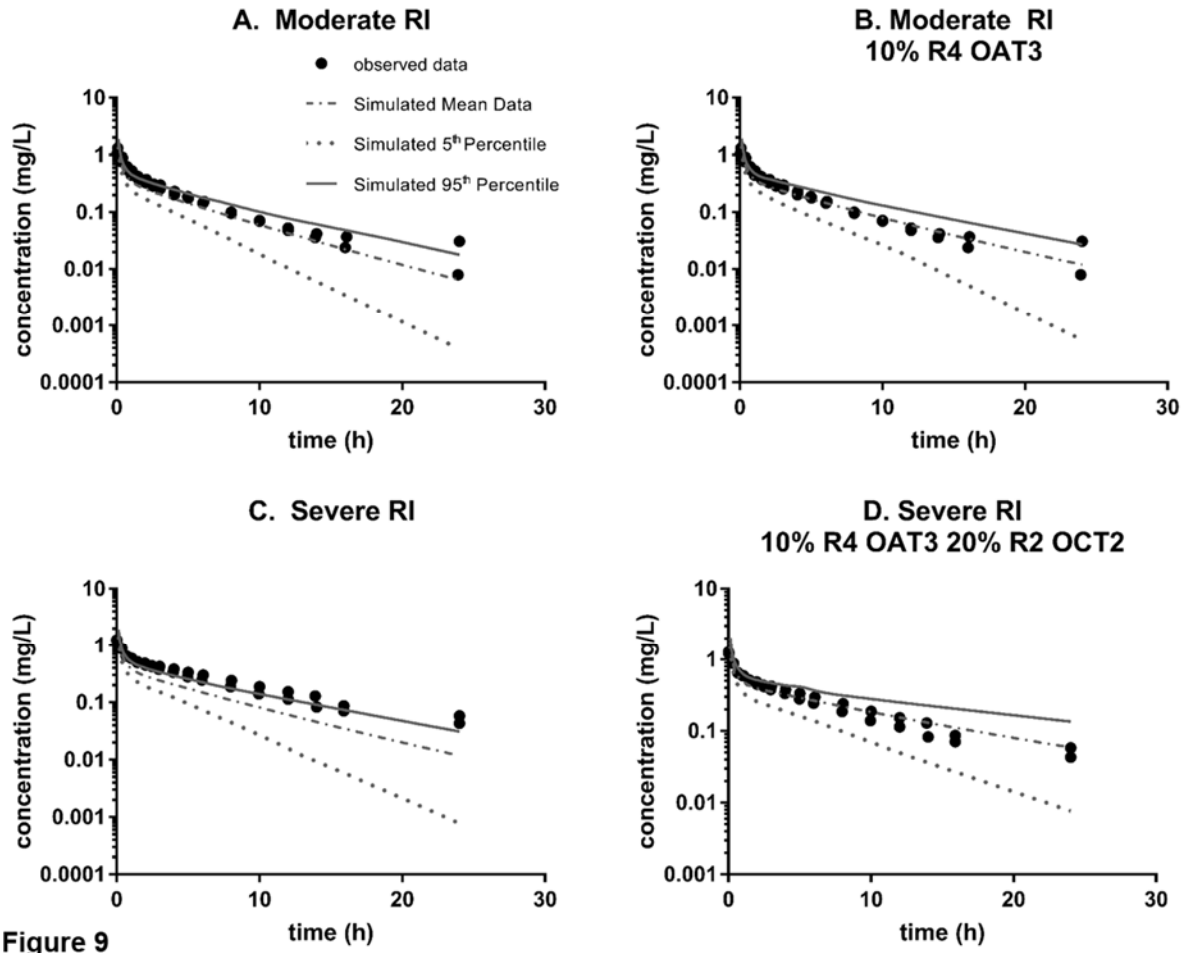 A. Moderate RI
observed data
Simulated Mean Data
Simulated 5th Percentile
Simulated 95th Percentile
concentration (mg/L)
10
1
0.1
0.01
0.001
0.0001
0 10 20 30
time (h)
B. Moderate RI
10% R4 OAT3
concentration (mg/L)
10
1
0.1
0.01
0.001
0.0001
0 10 20 30
time (h)
C. Severe RI
concentration (mg/L)
10
1
0.1
0.01
0.001
0.0001
0 10 20 30
time (h)
D. Severe RI
10% R4 OAT3 20% R2 OCT2
concentration (mg/L)
10
1
0.1
0.01
0.001
0 10 20 30
time (h)
Figure 9